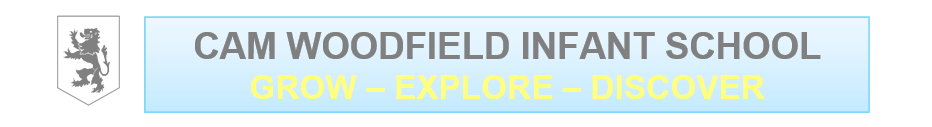 CAM WOODFIELD INFANT SCHOOL
GROW – EXPLORE – DISCOVER